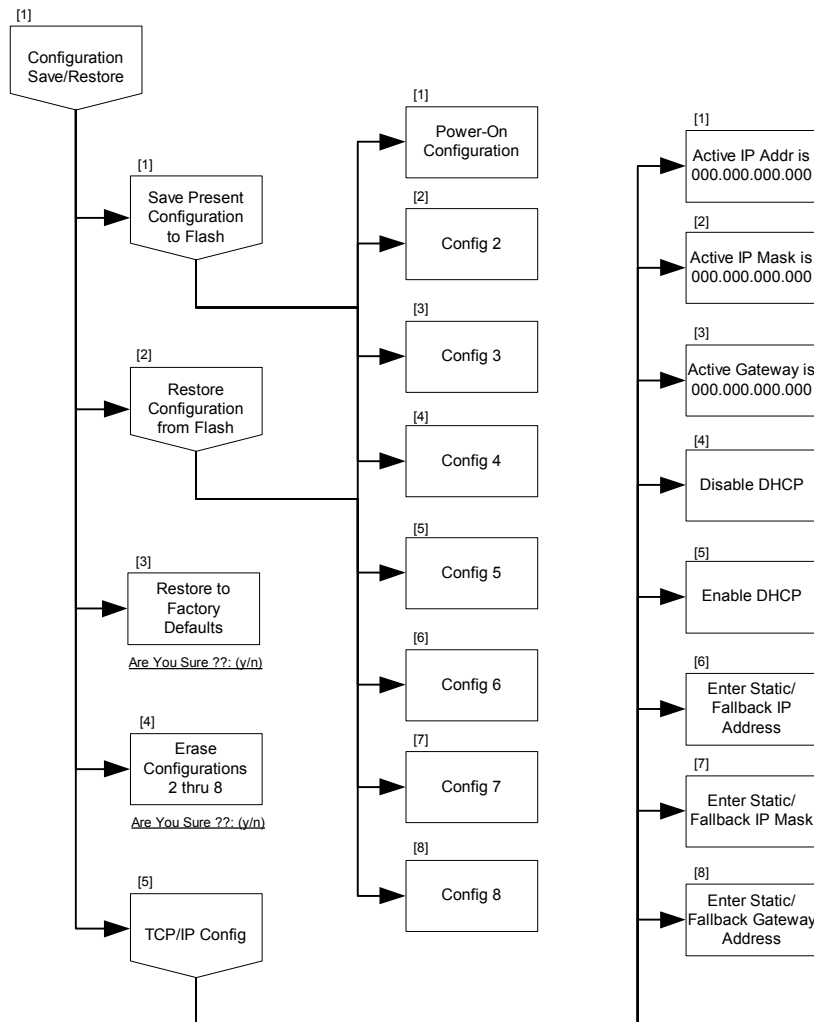 [1]
Configuration
Save/Restore
[1]
Save Present
Configuration
to Flash
[2]
Restore
Configuration
from Flash
[3]
Restore to
Factory
Defaults
Are You Sure ??: (y/n)
[4]
Erase
Configurations
2 thru 8
Are You Sure ??: (y/n)
[5]
TCP/IP Config
[1]
Power-On
Configuration
[2]
Config 2
[3]
Config 3
[4]
Config 4
[5]
Config 5
[6]
Config 6
[7]
Config 7
[8]
Config 8
[1]
Active IP Addr is
000.000.000.000
[2]
Active IP Mask is
000.000.000.000
[3]
Active Gateway is
000.000.000.000
[4]
Disable DHCP
[5]
Enable DHCP
[6]
Enter Static/
Fallback IP
Address
[7]
Enter Static/
Fallback IP Mask
[8]
Enter Static/
Fallback Gateway
Address